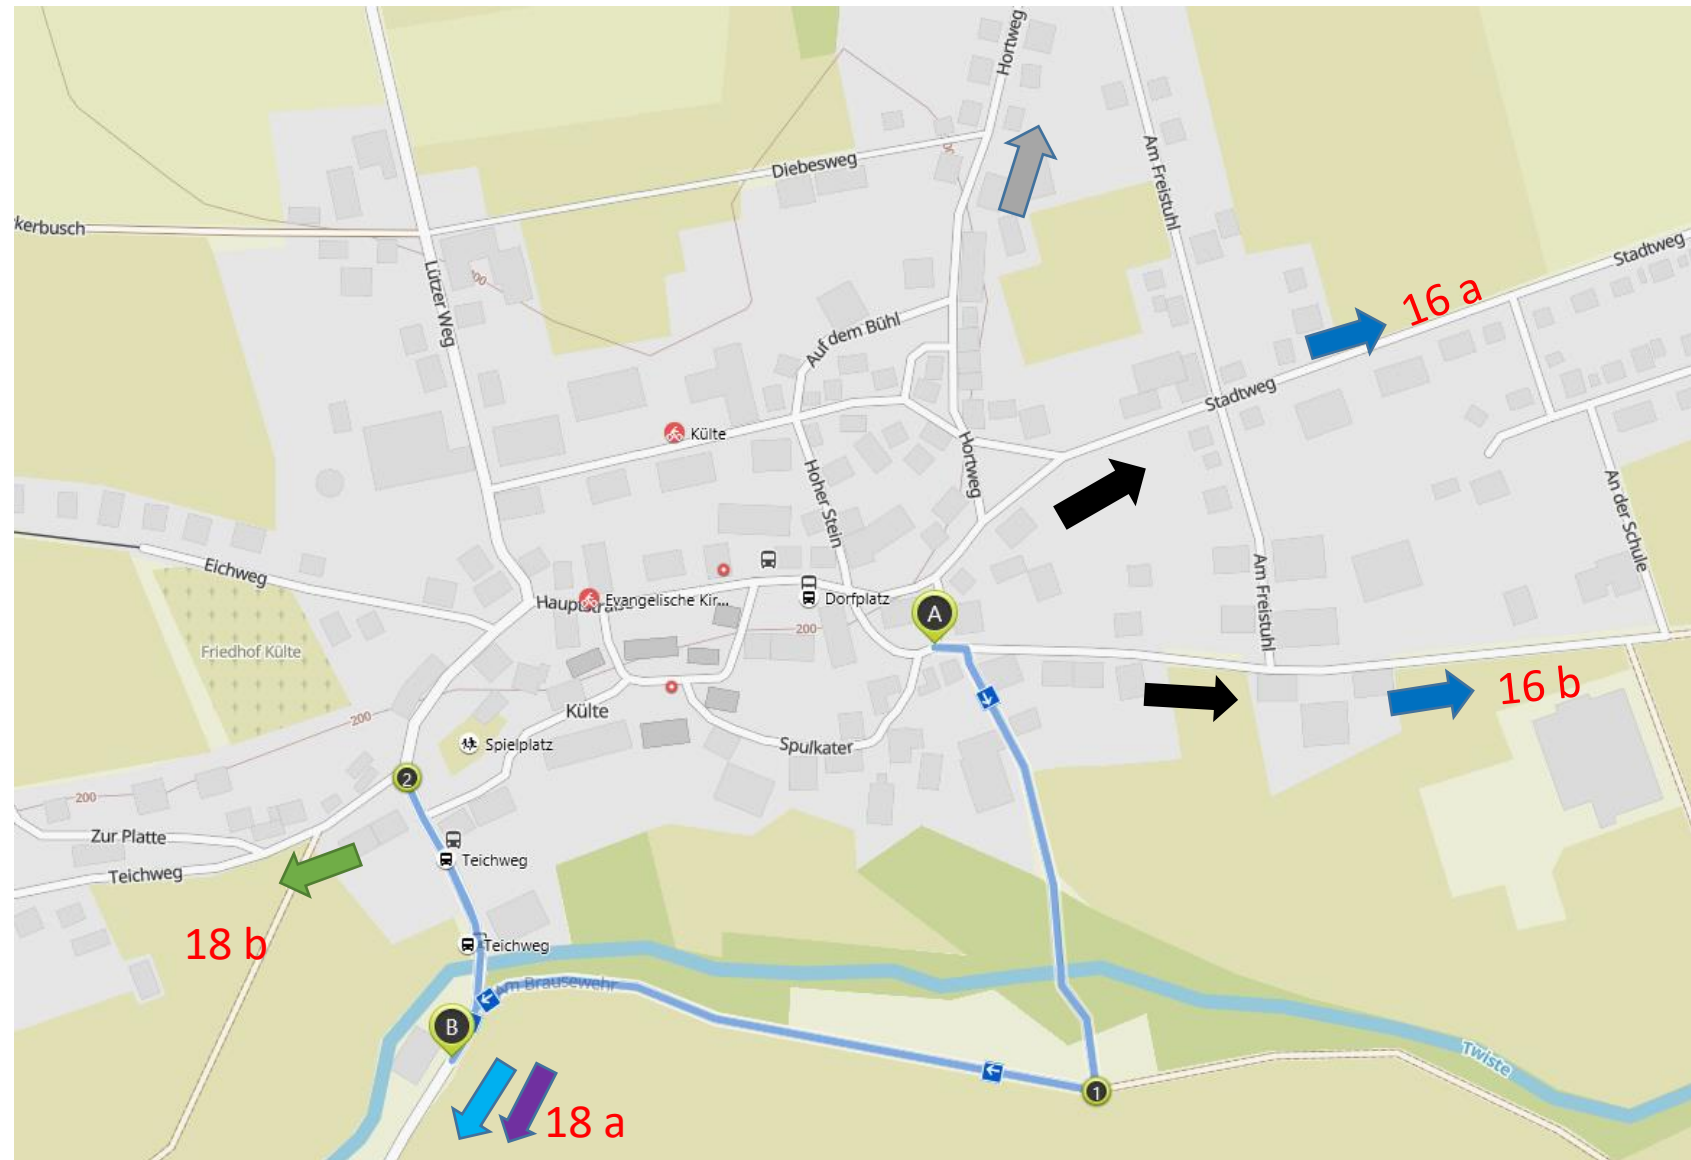 Hortweg
Am Freistuhl
Diebesweg
kerbusch
Stadtweg
16 a
Lützer Weg
Auf dem Bühl
Stadtweg
Külte
Hortweg
Hoher Stein
An der Schule
Eichweg
Am Freistuhl
Evangelische Kir...
Dorfplatz
A
200
Friedhof Külte
16 b
Külte
200
Spielplatz
Spulkater
2
200
Zur Platte
Teichweg
Teichweg
18 b
Teichweg
Am Brausewehr
B
Twiste
1
18 a